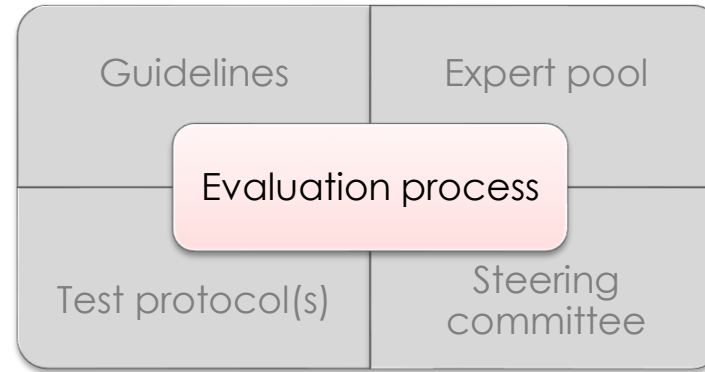 Guidelines
Expert pool
Evaluation process
Test protocol(s)
Steering
committee